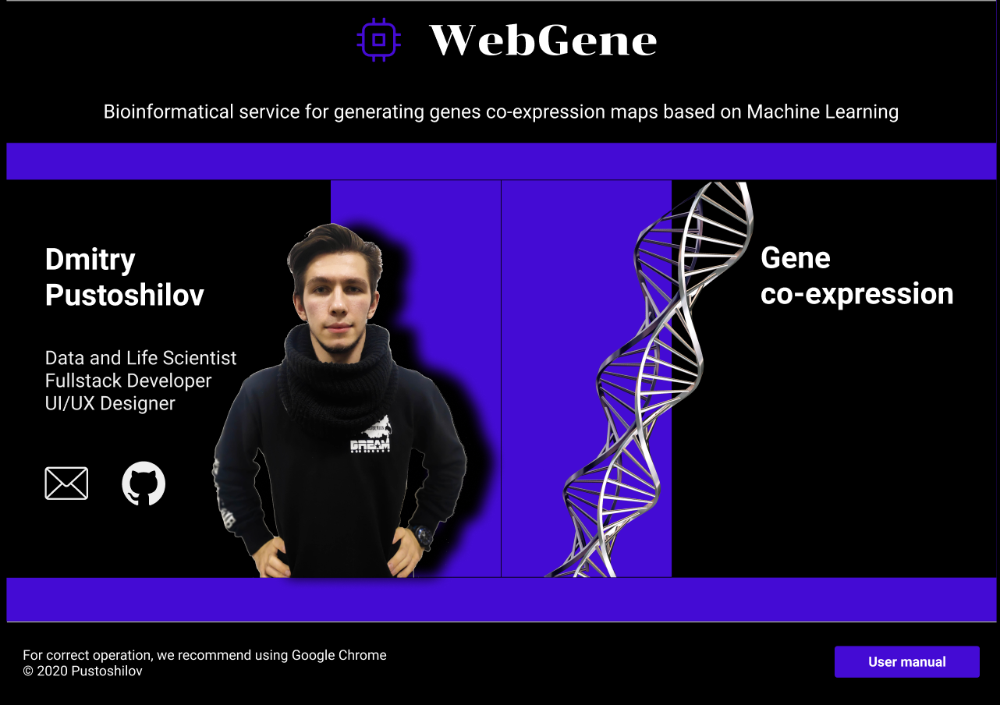 WebGene
Bioinformatical service for generating genes co-expression maps based on Machine Learning
Dmitry
Pustoshilov
Data and Life Scientist
Fullstack Developer
UI/UX Designer
DREAM
Gene
co-expression
For correct operation, we recommend using Google Chrome
© 2020 Pustoshilov
User manual